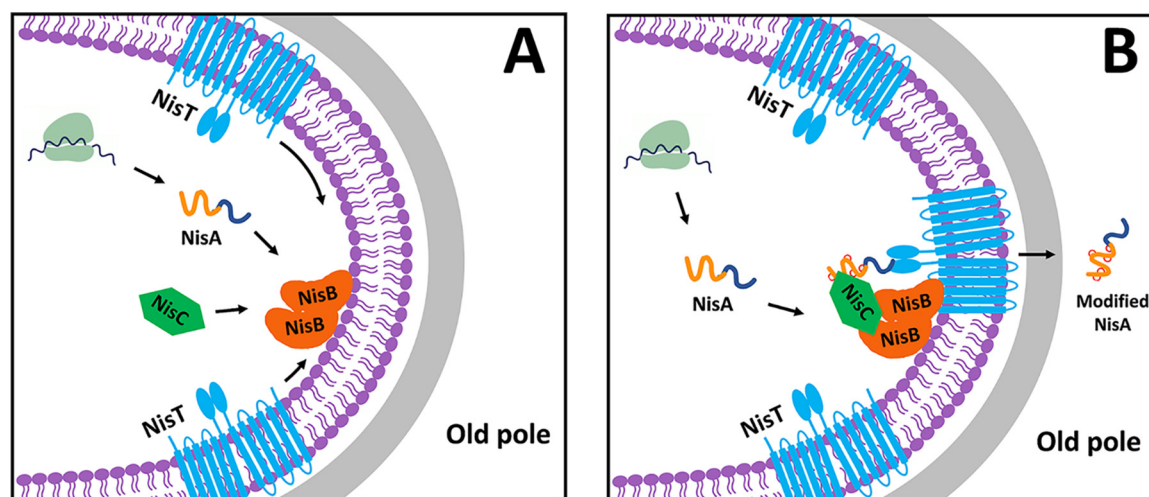 A
NisT
NisA
NisC
NisB
NisB
NisT
Old pole
B
NisT
NisA
NisC
NisB
NisB
Modified
NisA
NisT
Old pole